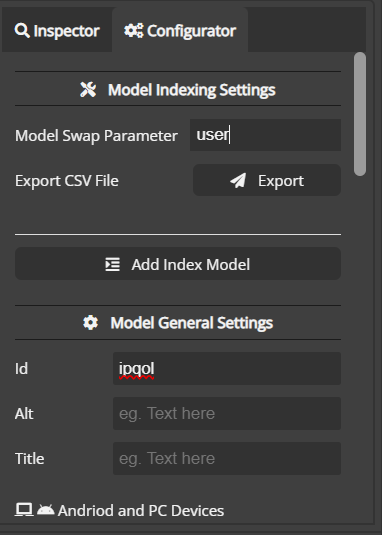 Inspector Configurator
Model Indexing Settings
Model Swap Parameter user
Export CSV File Export
Add Index Model
Model General Settings
Id ipqol
Alt eg. Text here
Title eg. Text here
Andriod and PC Devices